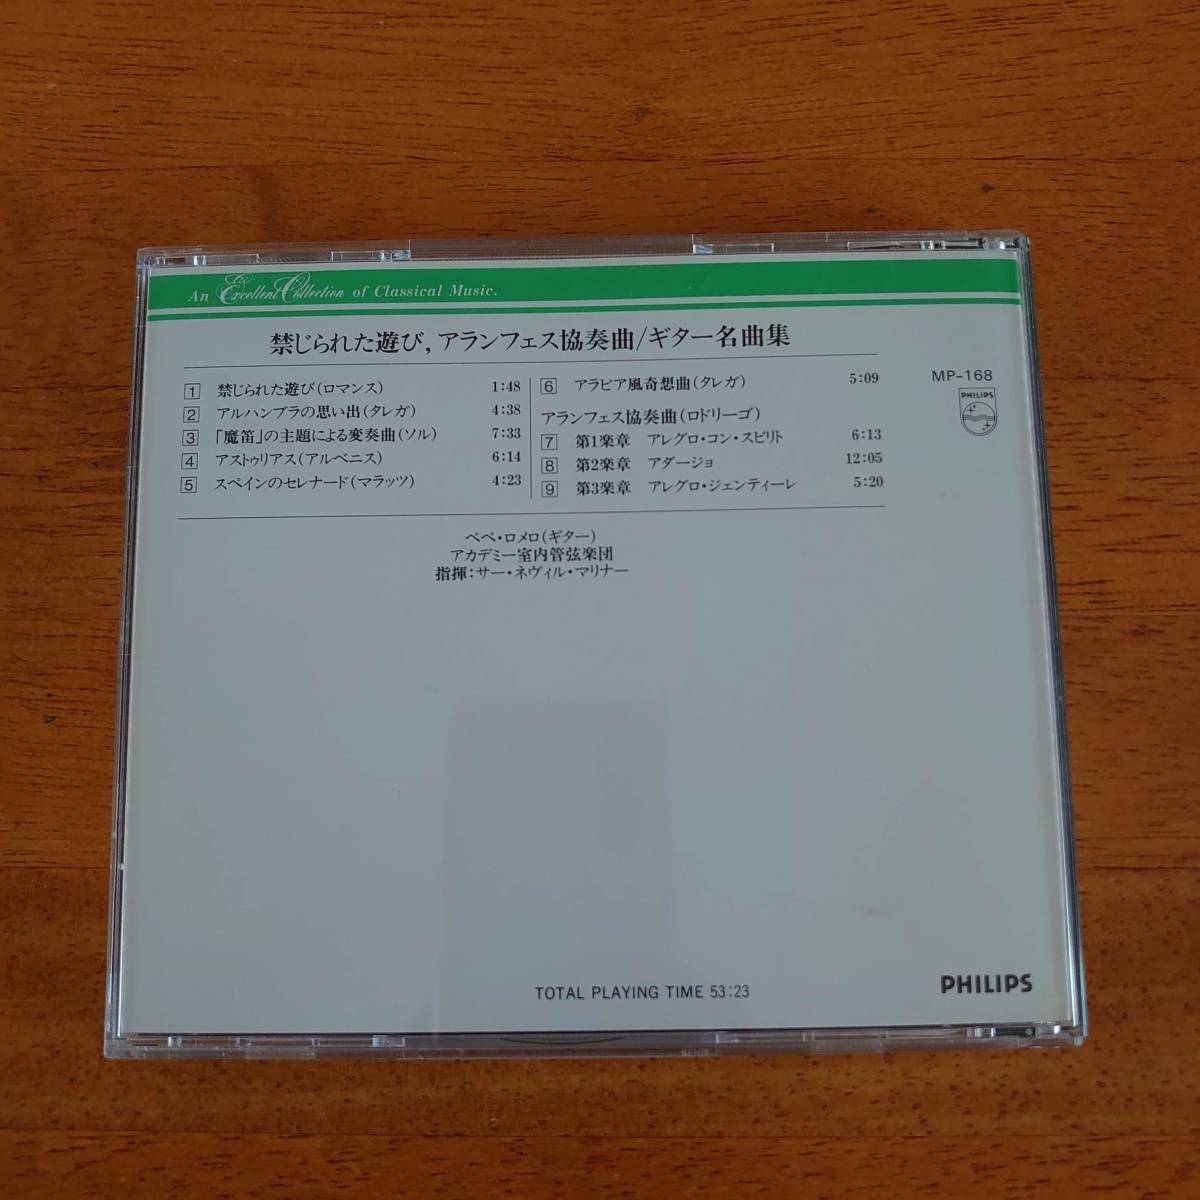 An Excellent Collection of Classical Music.
禁じられた遊び, アランフェス協奏曲/ギター名曲集
1 禁じられた遊び(ロマンス) 1:48
2 アルハンブラの思い出(タレガ) 4:38
3 「魔笛」の主題による変奏曲(ソル) 7:33
4 アストゥリアス(アルベニス) 6:14
5 スペインのセレナード(マラッツ) 4:23
6 アラビア風奇想曲(タレガ) 5:09
アランフェス協奏曲(ロドリーゴ)
7 第1楽章 アレグロ・コン・スピリト 6:13
8 第2楽章 アダージョ 12:05
9 第3楽章 アレグロ・ジェンティーレ 5:20
MP-168
PHILIPS
ペペ・ロメロ(ギター)
アカデミー室内管弦楽団
指揮:サー・ネヴィル・マリナー
TOTAL PLAYING TIME 53:23
PHILIPS